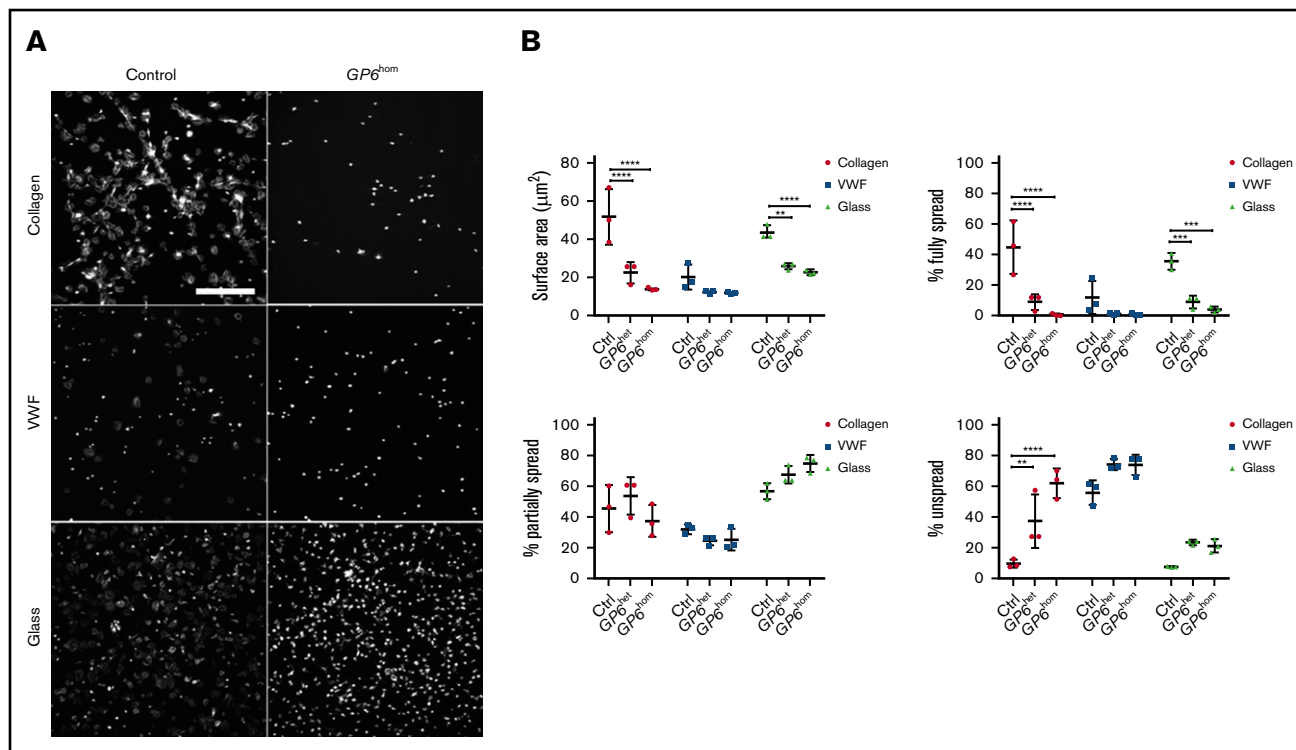 A
Control
GP6hom
Collagen
VWF
Glass
B
Surface area (μm2)
80
60
40
20
0
****
****
**
****
Collagen
VWF
Glass
Ctrl
GP6het
GP6hom
Ctrl
GP6het
GP6hom
Ctrl
GP6het
GP6hom
% fully spread
100
80
60
40
20
0
****
****
***
***
Collagen
VWF
Glass
Ctrl
GP6het
GP6hom
Ctrl
GP6het
GP6hom
Ctrl
GP6het
GP6hom
% partially spread
100
80
60
40
20
0
Collagen
VWF
Glass
Ctrl
GP6het
GP6hom
Ctrl
GP6het
GP6hom
Ctrl
GP6het
GP6hom
% unspread
100
80
60
40
20
0
****
**
Collagen
VWF
Glass
Ctrl
GP6het
GP6hom
Ctrl
GP6het
GP6hom
Ctrl
GP6het
GP6hom